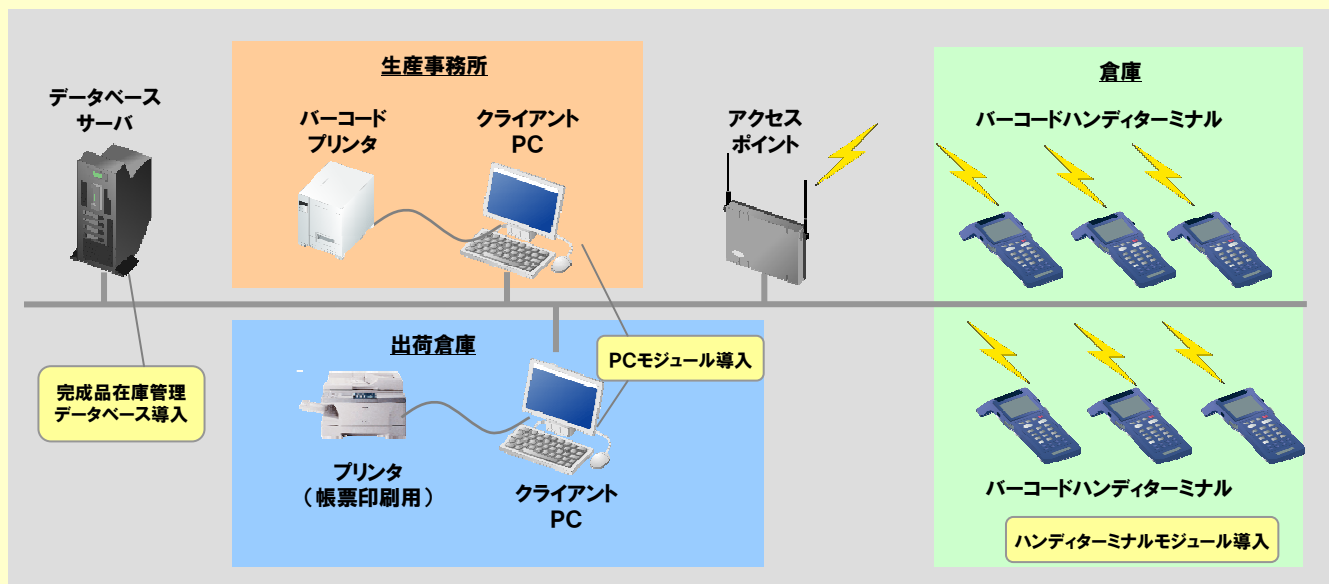 データベース
サーバ
完成品在庫管理
データベース導入
生産事務所
バーコード
プリンタ
クライアント
PC
出荷倉庫
プリンタ
（帳票印刷用）
クライアント
PC
PCモジュール導入
アクセス
ポイント
倉庫
バーコードハンディターミナル
バーコードハンディターミナル
ハンディターミナルモジュール導入